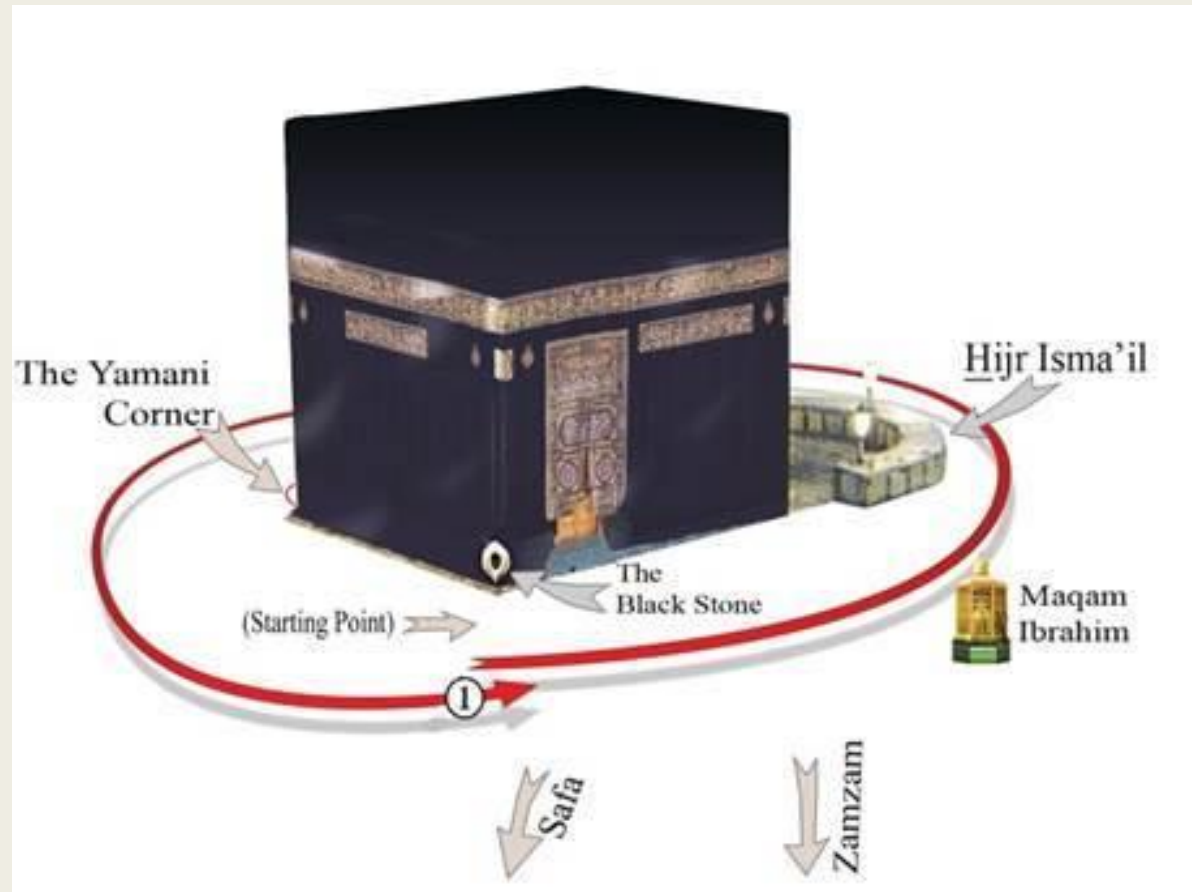 The Yamani
Corner
Hijr Isma'il
The
Black Stone
(Starting Point)
Maqam
Ibrahim
1
Safa
Zamzam